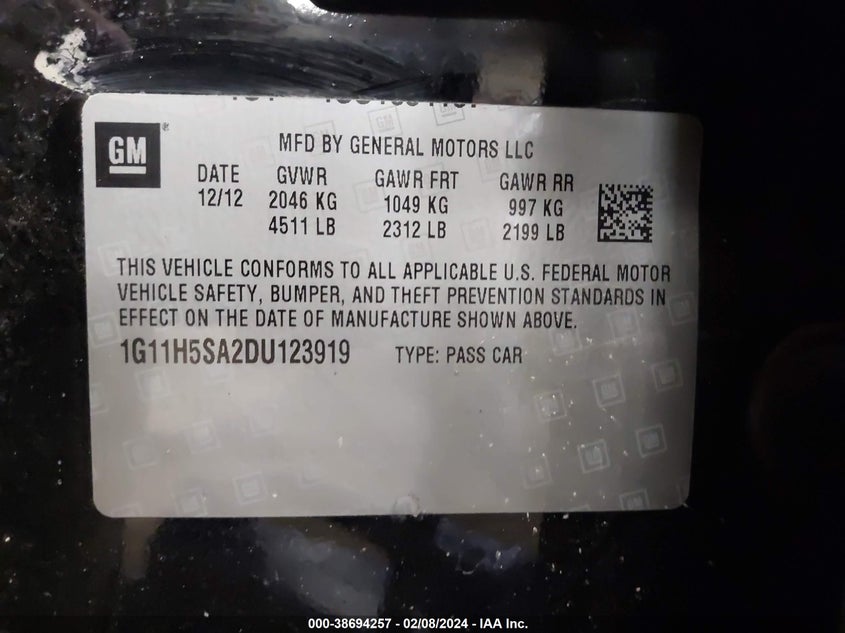 GM
MFD BY GENERAL MOTORS LLC
DATE GVWR GAWR FRT GAWR RR
12/12 2046 KG 1049 KG 997 KG
4511 LB 2312 LB 2199 LB
THIS VEHICLE CONFORMS TO ALL APPLICABLE U.S. FEDERAL MOTOR
VEHICLE SAFETY, BUMPER, AND THEFT PREVENTION STANDARDS IN
EFFECT ON THE DATE OF MANUFACTURE SHOWN ABOVE.
1G11H5SA2DU123919 TYPE: PASS CAR
000-38694257 - 02/08/2024 - IAA Inc.